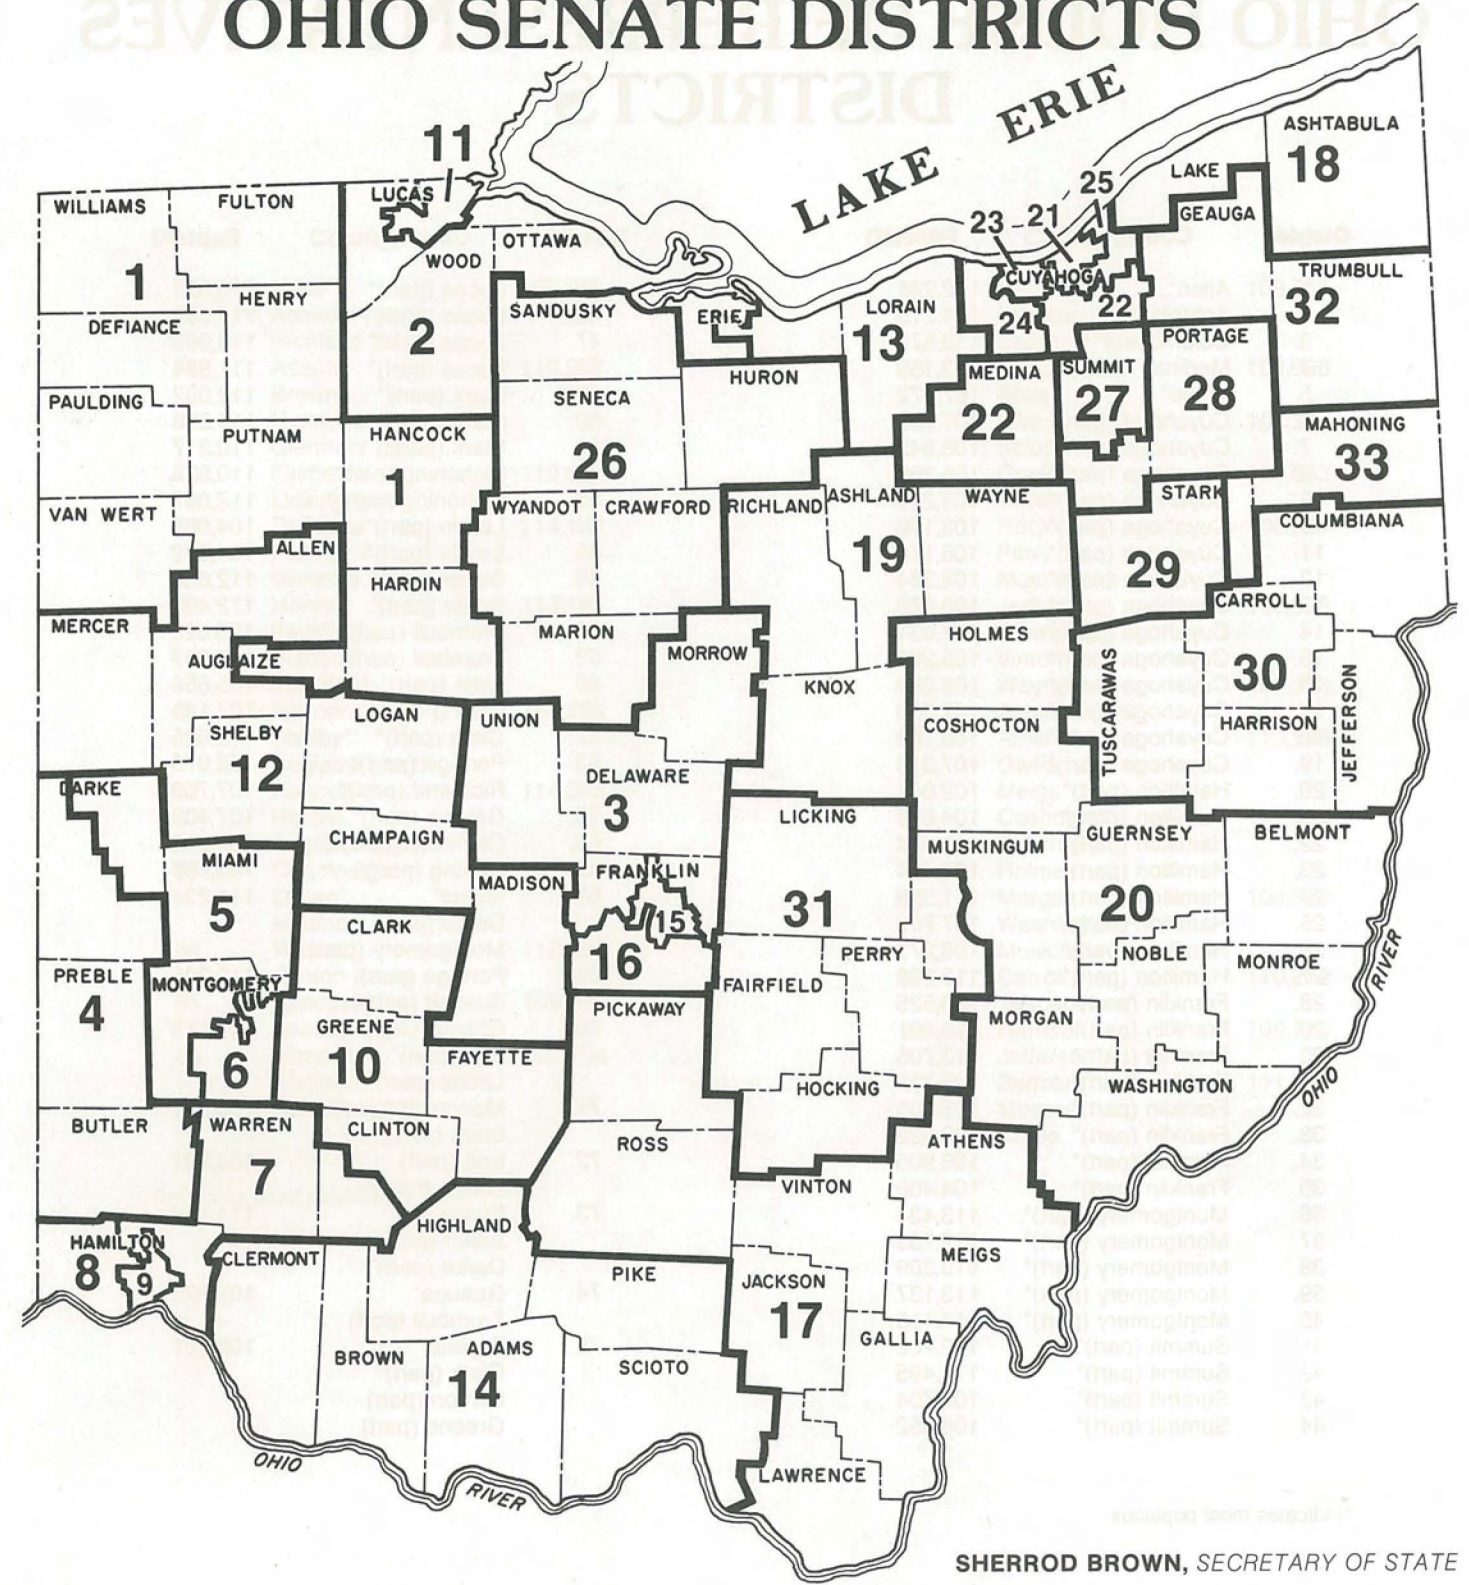 OHIO SENATE DISTRICTS
LAKE ERIE
ASHTABULA
18
11
LUCAS
LAKE
25
WILLIAMS
FULTON
GEAUGA
23
21
OTTAWA
WOOD
CUYAHOGA
TRUMBULL
1
HENRY
2
SANDUSKY
ERIE
LORAIN
13
24
22
32
DEFIANCE
PORTAGE
HURON
MEDINA
SUMMIT
28
PAULDING
SENECA
22
27
MAHONING
33
PUTNAM
HANCOCK
1
26
STARK
VAN WERT
WYANDOT
CRAWFORD
RICHLAND
ASHLAND
WAYNE
COLUMBIANA
ALLEN
19
29
HARDIN
CARROLL
MERCER
MARION
HOLMES
AUGLAIZE
MORROW
KNOX
TUSCARAWAS
30
JEFFERSON
LOGAN
UNION
COSHOCTON
HARRISON
SHELBY
12
DARKE
DELAWARE
3
LICKING
GUERNSEY
BELMONT
CHAMPAIGN
MUSKINGUM
MIAMI
5
MADISON
FRANKLIN
15
31
20
CLARK
16
PERRY
NOBLE
MONROE
PREBLE
4
MONTGOMERY
FAIRFIELD
PICKAWAY
MORGAN
GREENE
10
6
FAYETTE
HOCKING
WASHINGTON
OHIO RIVER
BUTLER
WARREN
CLINTON
ROSS
ATHENS
7
VINTON
HIGHLAND
HAMILTON
8
9
CLERMONT
MEIGS
PIKE
JACKSON
17
GALLIA
BROWN
ADAMS
14
SCIOTO
LAWRENCE
OHIO RIVER
SHERROD BROWN, SECRETARY OF STATE